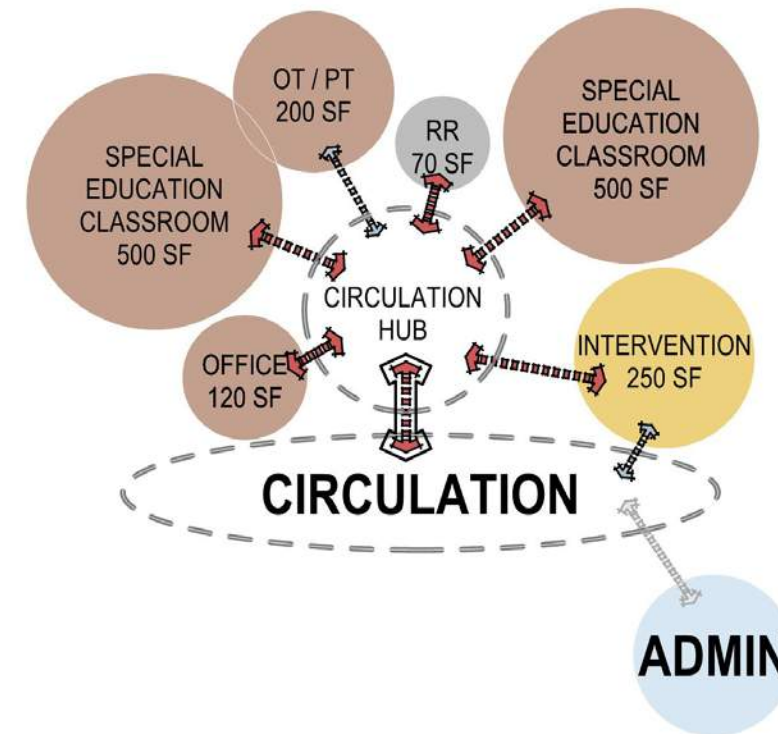 OT / PT
200 SF
RR
70 SF
SPECIAL
EDUCATION
CLASSROOM
500 SF
SPECIAL
EDUCATION
CLASSROOM
500 SF
CIRCULATION
HUB
OFFICE
120 SF
INTERVENTION
250 SF
CIRCULATION
ADMIN